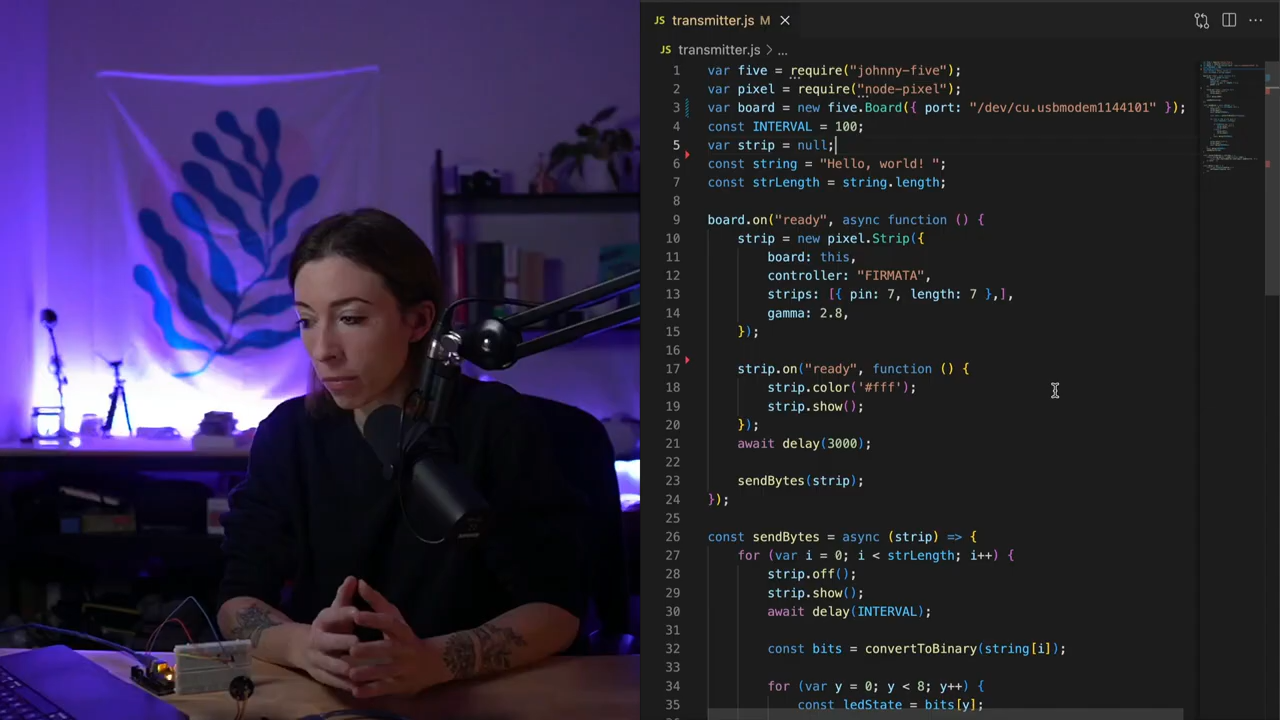 JS transmitter.js M
JS transmitter.js > ...
1 var five = require("johnny-five");
2 var pixel = require("node-pixel");
3 var board = new five.Board({ port: "/dev/cu.usbmodem1144101" });
4 const INTERVAL = 100;
5 var strip = null;
6 const string = "Hello, world! ";
7 const strLength = string.length;
8
9 board.on("ready", async function () {
10 strip = new pixel.Strip({
11 board: this,
12 controller: "FIRMATA",
13 strips: [{ pin: 7, length: 7 },],
14 gamma: 2.8,
15 });
16
17 strip.on("ready", function () {
18 strip.color('#fff');
19 strip.show();
20 });
21 await delay(3000);
22
23 sendBytes(strip);
24 });
25
26 const sendBytes = async (strip) => {
27 for (var i = 0; i < strLength; i++) {
28 strip.off();
29 strip.show();
30 await delay(INTERVAL);
31
32 const bits = convertToBinary(string[i]);
33
34 for (var y = 0; y < 8; y++) {
35 const ledState = bits[y];